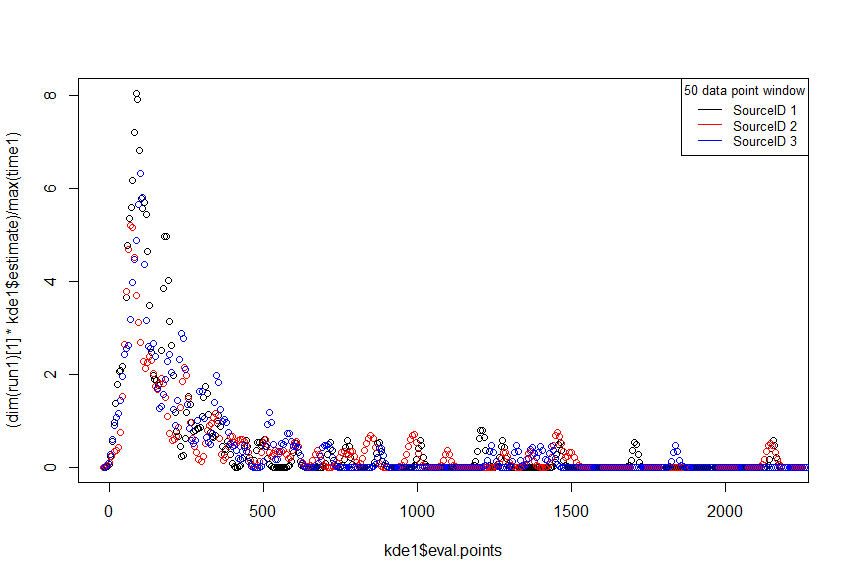 50 data point window
SourceID 1
SourceID 2
SourceID 3
(dim(run1)[1] * kde1$estimate)/max(time1)
8
6
4
2
0
0 500 1000 1500 2000
kde1$eval.points